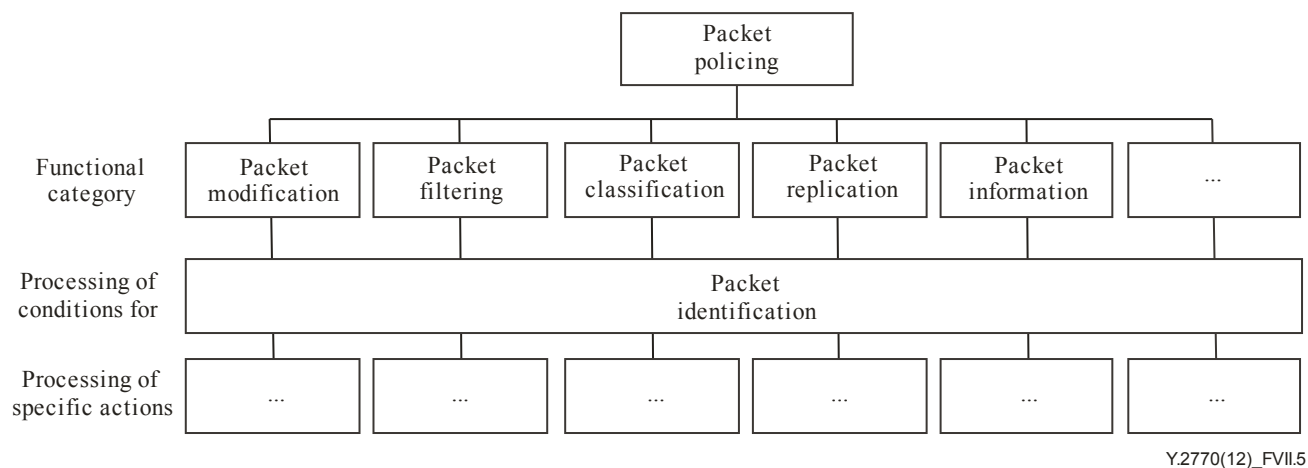 Packet
policing
Functional
category
Packet
modification
Packet
filtering
Packet
classification
Packet
replication
Packet
information
...
Processing of
conditions for
Packet
identification
Processing of
specific actions
...
...
...
...
...
...
Y.2770(12)_FVII.5